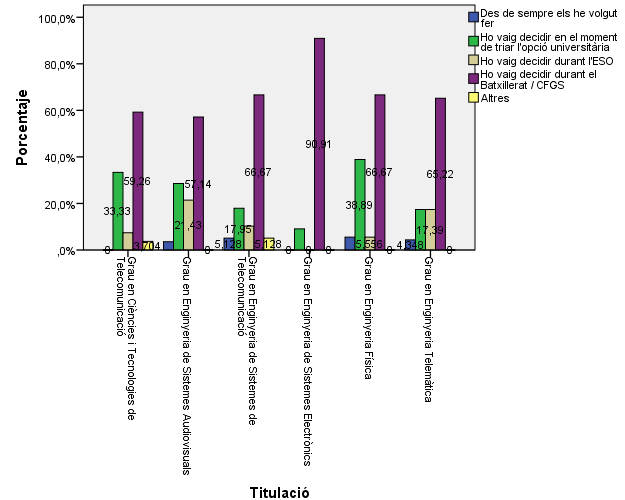 Porcentaje
100,0%
80,0%
60,0%
40,0%
20,0%
,0%
Des de sempre els he volgut
fer
Ho vaig decidir en el moment
de triar l'opció universitària
Ho vaig decidir durant l'ESO
Ho vaig decidir durant el
Batxillerat / CFGS
Altres
0
33,33
59,26
3,704
57,14
21,43
0
5,128
17,95
66,67
5,128
0
90,91
0
0
38,89
66,67
5,556
0
4,348
17,39
65,22
0
Grau en Ciències i Tecnologies de
Telecomunicació
Grau en Enginyeria de Sistemes Audiovisuals
Grau en Enginyeria de Sistemes de
Telecomunicació
Grau en Enginyeria de Sistemes Electrònics
Grau en Enginyeria Física
Grau en Enginyeria Telemàtica
Titulació